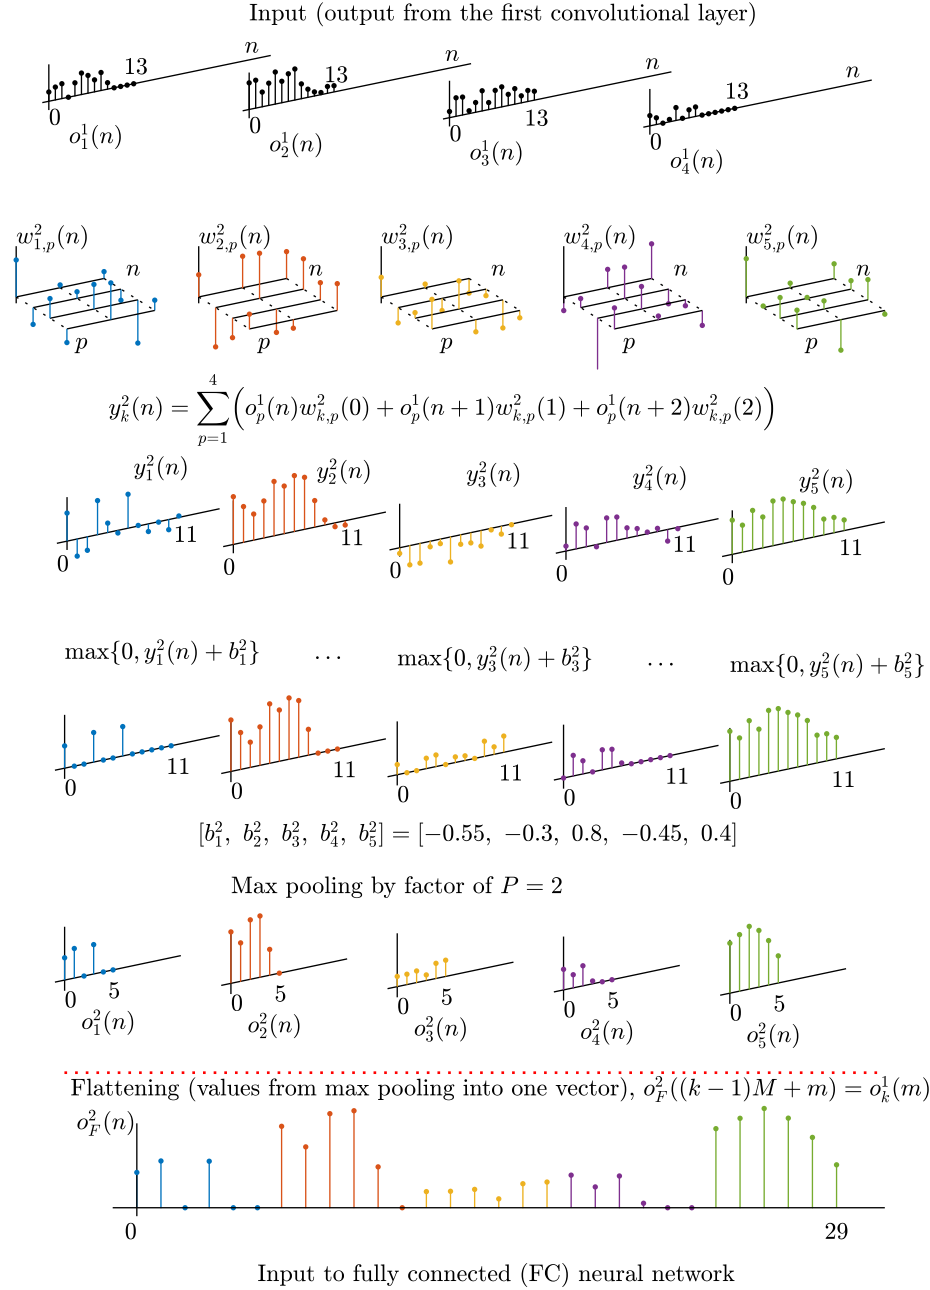 Input (output from the first convolutional layer)
n n n n
13 13 13 13
0 0 0 0
o_1^1(n) o_2^1(n) o_3^1(n) o_4^1(n)
w_{1,p}^2(n) w_{2,p}^2(n) w_{3,p}^2(n) w_{4,p}^2(n) w_{5,p}^2(n)
n n n n n
p p p p p
y_k^2(n) = \sum_{p=1}^{4} ( o_p^1(n)w_{k,p}^2(0) + o_p^1(n + 1)w_{k,p}^2(1) + o_p^1(n + 2)w_{k,p}^2(2) )
y_1^2(n) y_2^2(n) y_3^2(n) y_4^2(n) y_5^2(n)
0 11 0 11 0 11 0 11 0 11
max{0, y_1^2(n) + b_1^2} ... max{0, y_3^2(n) + b_3^2} ... max{0, y_5^2(n) + b_5^2}
0 11 0 11 0 11 0 11 0 11
[b_1^2, b_2^2, b_3^2, b_4^2, b_5^2] = [−0.55, −0.3, 0.8, −0.45, 0.4]
Max pooling by factor of P = 2
0 5 0 5 0 5 0 5 0 5
o_1^2(n) o_2^2(n) o_3^2(n) o_4^2(n) o_5^2(n)
Flattening (values from max pooling into one vector), o_F^2((k − 1)M + m) = o_k^1(m)
o_F^2(n)
0 29
Input to fully connected (FC) neural network